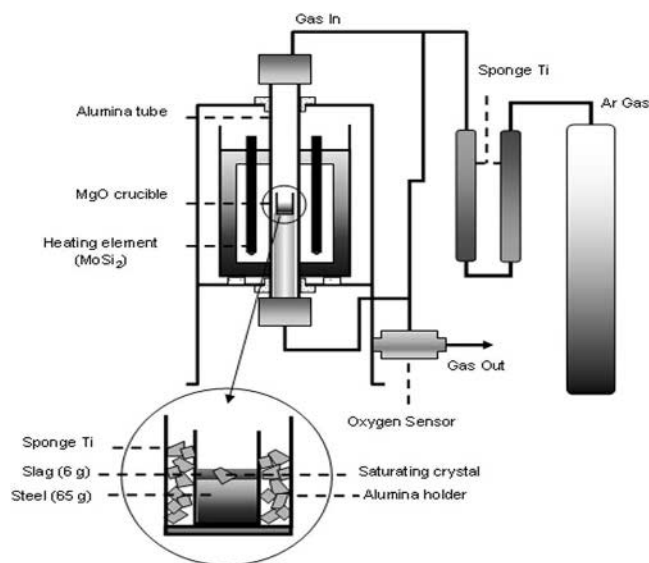 Gas In
Sponge Ti
Alumina tube
Ar Gas
MgO crucible
Heating element
(MoSi₂)
Gas Out
Oxygen Sensor
Sponge Ti
Slag (6 g)
Saturating crystal
Steel (65 g)
Alumina holder